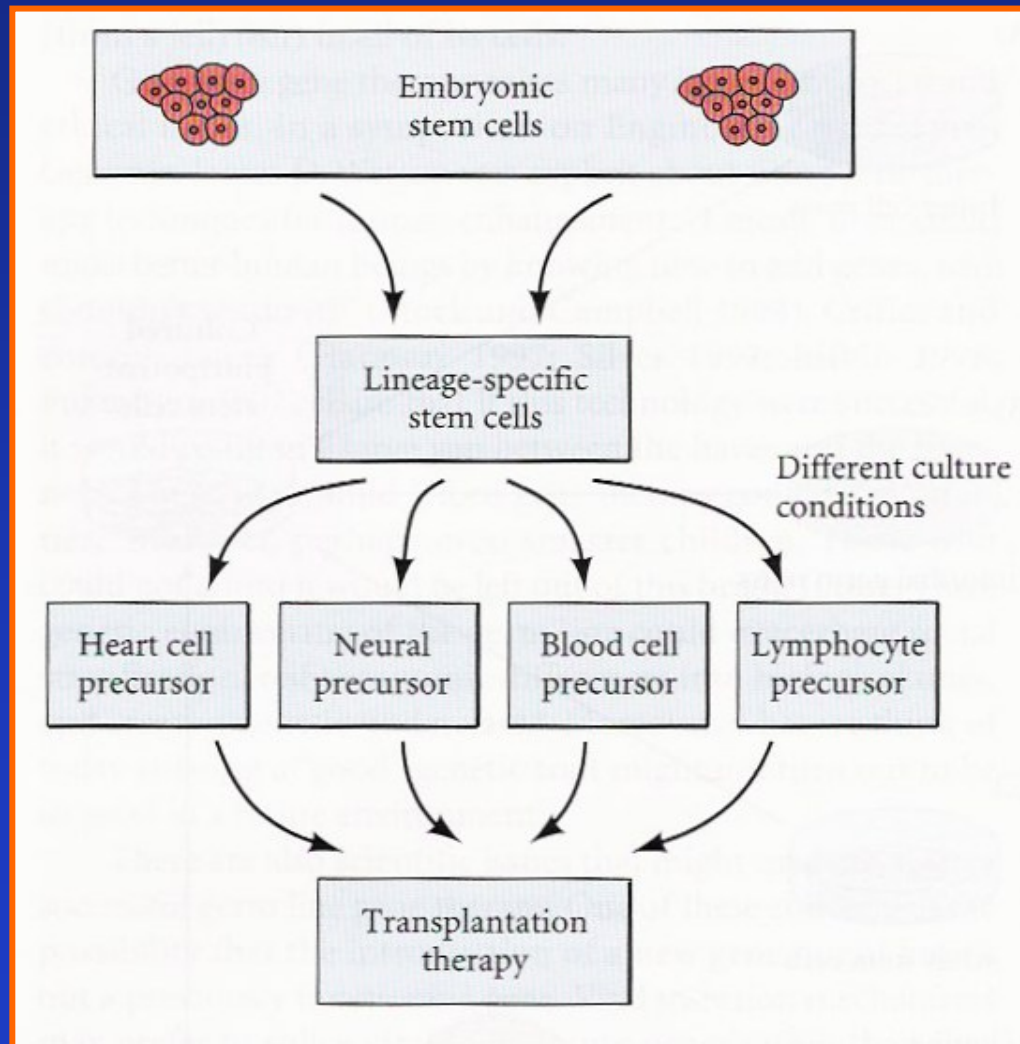 Embryonic
stem cells
Lineage-specific
stem cells
Different culture
conditions
Heart cell
precursor
Neural
precursor
Blood cell
precursor
Lymphocyte
precursor
Transplantation
therapy